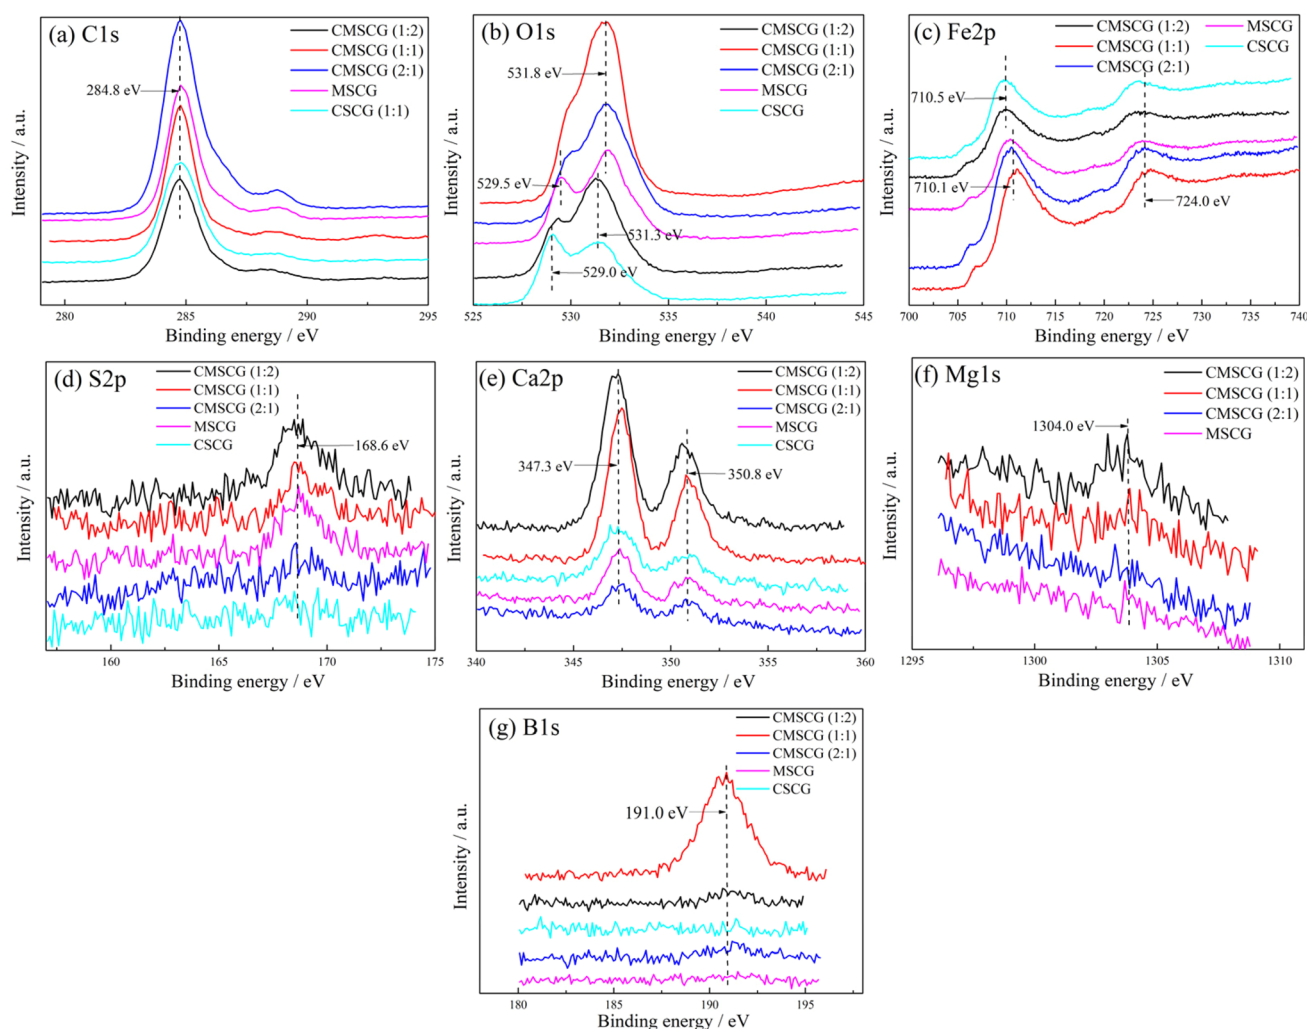 (a) C1s
CMSCG (1:2)
CMSCG (1:1)
CMSCG (2:1)
MSCG
CSCG (1:1)
284.8 eV
Intensity / a.u.
280 285 290 295
Binding energy / eV
(b) O1s
CMSCG (1:2)
CMSCG (1:1)
CMSCG (2:1)
MSCG
CSCG
531.8 eV
529.5 eV
531.3 eV
529.0 eV
Intensity / a.u.
525 530 535 540 545
Binding energy / eV
(c) Fe2p
CMSCG (1:2)
CMSCG (1:1)
CMSCG (2:1)
MSCG
CSCG
710.5 eV
710.1 eV
724.0 eV
Intensity / a.u.
700 705 710 715 720 725 730 735 740
Binding energy / eV
(d) S2p
CMSCG (1:2)
CMSCG (1:1)
CMSCG (2:1)
MSCG
CSCG
168.6 eV
Intensity / a.u.
160 165 170 175
Binding energy / eV
(e) Ca2p
CMSCG (1:2)
CMSCG (1:1)
CMSCG (2:1)
MSCG
CSCG
347.3 eV
350.8 eV
Intensity / a.u.
340 345 350 355 360
Binding energy / eV
(f) Mg1s
CMSCG (1:2)
CMSCG (1:1)
CMSCG (2:1)
MSCG
1304.0 eV
Intensity / a.u.
1295 1300 1305 1310
Binding energy / eV
(g) B1s
CMSCG (1:2)
CMSCG (1:1)
CMSCG (2:1)
MSCG
CSCG
191.0 eV
Intensity / a.u.
180 185 190 195
Binding energy / eV